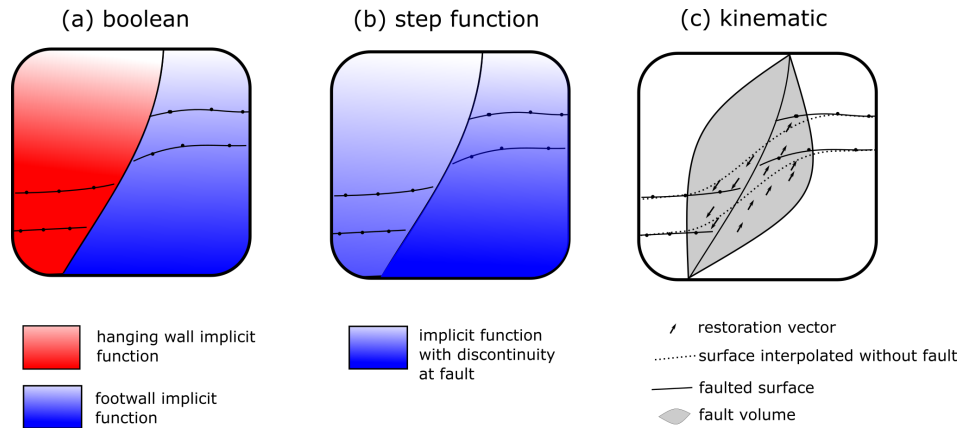 (a) boolean
(b) step function
(c) kinematic
hanging wall implicit
function
footwall implicit
function
implicit function
with discontinuity
at fault
restoration vector
surface interpolated without fault
faulted surface
fault volume